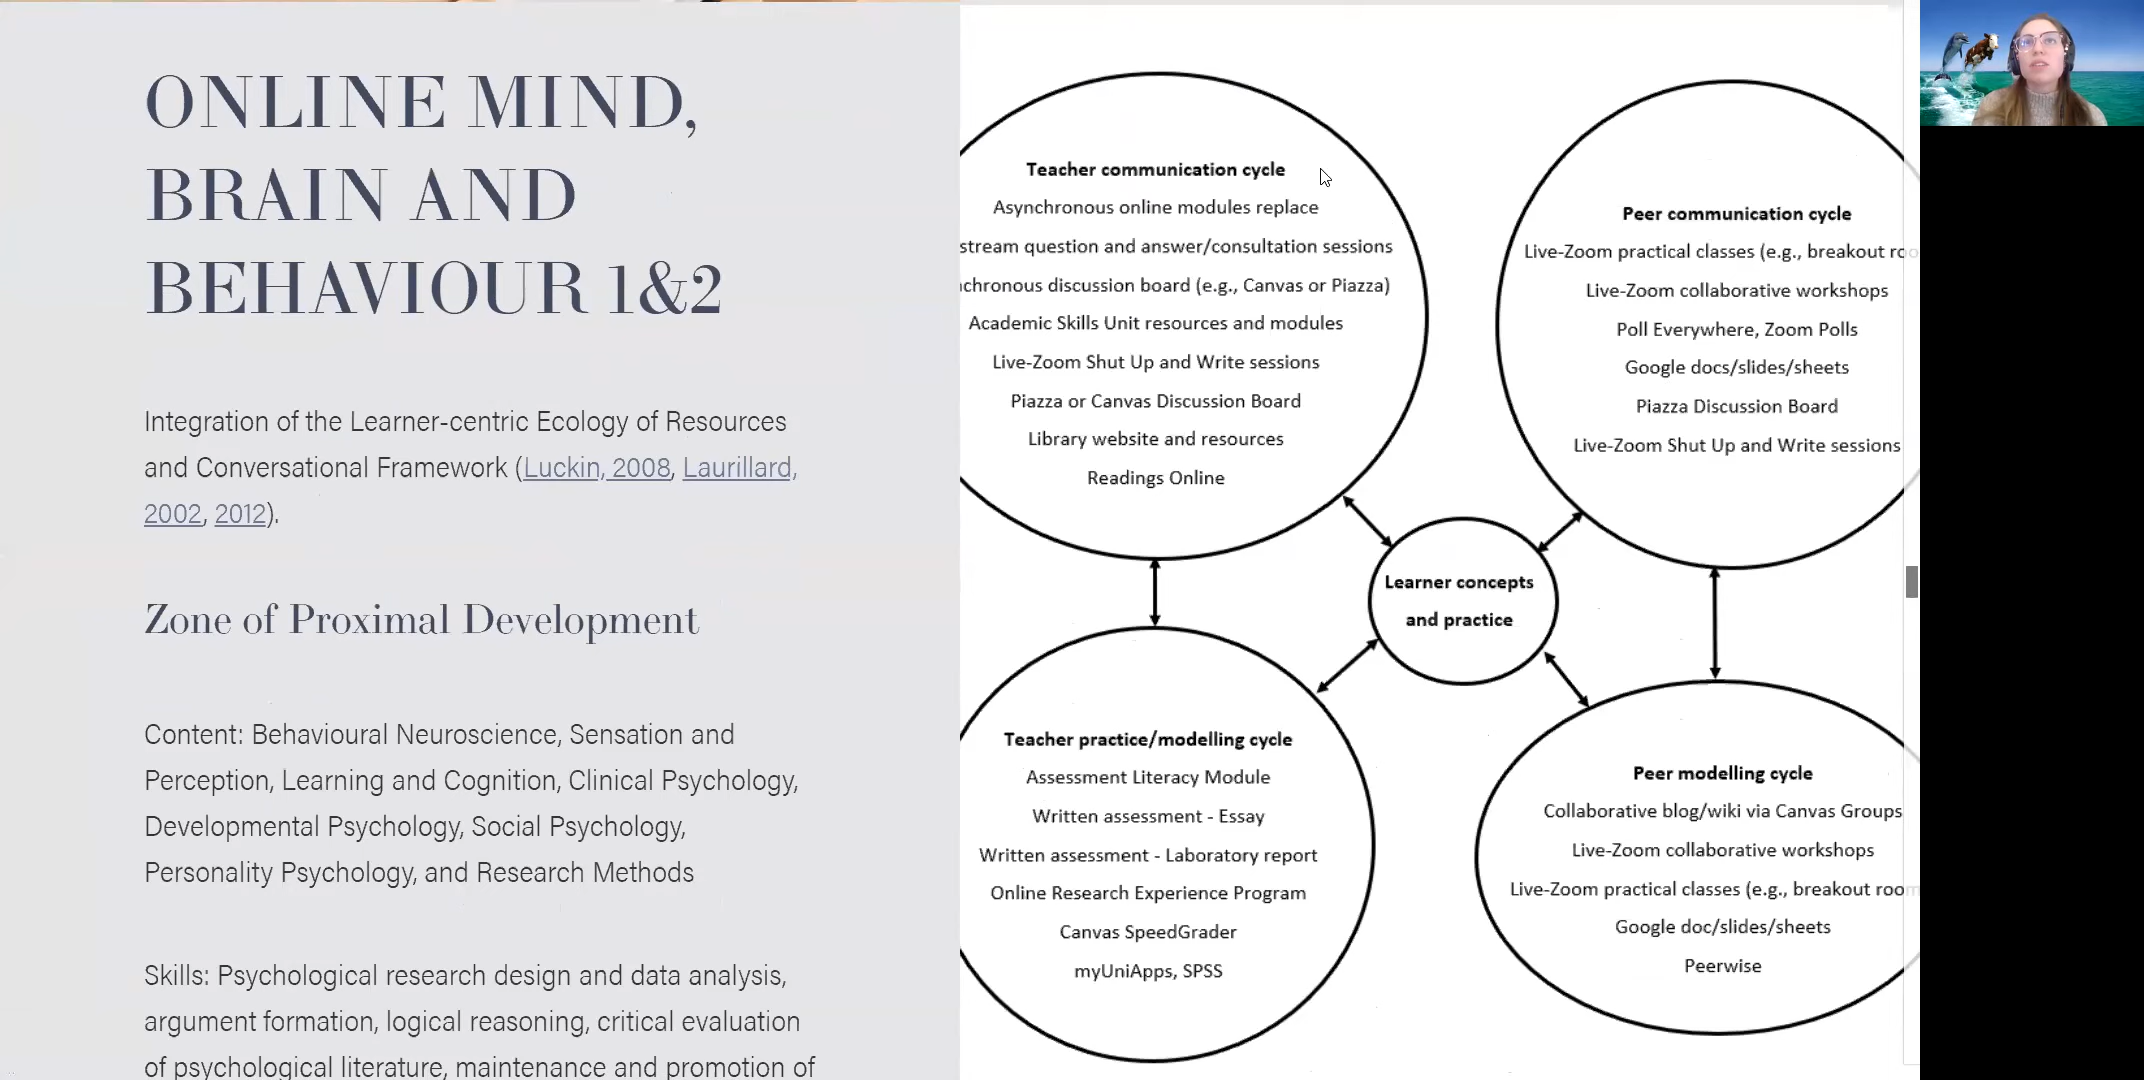 ONLINE MIND,
BRAIN AND
BEHAVIOUR 1&2
Integration of the Learner-centric Ecology of Resources
and Conversational Framework (Luckin, 2008, Laurillard,
2002, 2012).
Zone of Proximal Development
Content: Behavioural Neuroscience, Sensation and
Perception, Learning and Cognition, Clinical Psychology,
Developmental Psychology, Social Psychology,
Personality Psychology, and Research Methods
Skills: Psychological research design and data analysis,
argument formation, logical reasoning, critical evaluation
of psychological literature, maintenance and promotion of
Teacher communication cycle
Asynchronous online modules replace
stream question and answer/consultation sessions
chronous discussion board (e.g., Canvas or Piazza)
Academic Skills Unit resources and modules
Live-Zoom Shut Up and Write sessions
Piazza or Canvas Discussion Board
Library website and resources
Readings Online
Peer communication cycle
Live-Zoom practical classes (e.g., breakout roo
Live-Zoom collaborative workshops
Poll Everywhere, Zoom Polls
Google docs/slides/sheets
Piazza Discussion Board
Live-Zoom Shut Up and Write sessions
Learner concepts
and practice
Teacher practice/modelling cycle
Assessment Literacy Module
Written assessment - Essay
Written assessment - Laboratory report
Online Research Experience Program
Canvas SpeedGrader
myUniApps, SPSS
Peer modelling cycle
Collaborative blog/wiki via Canvas Groups
Live-Zoom collaborative workshops
Live-Zoom practical classes (e.g., breakout room
Google doc/slides/sheets
Peerwise